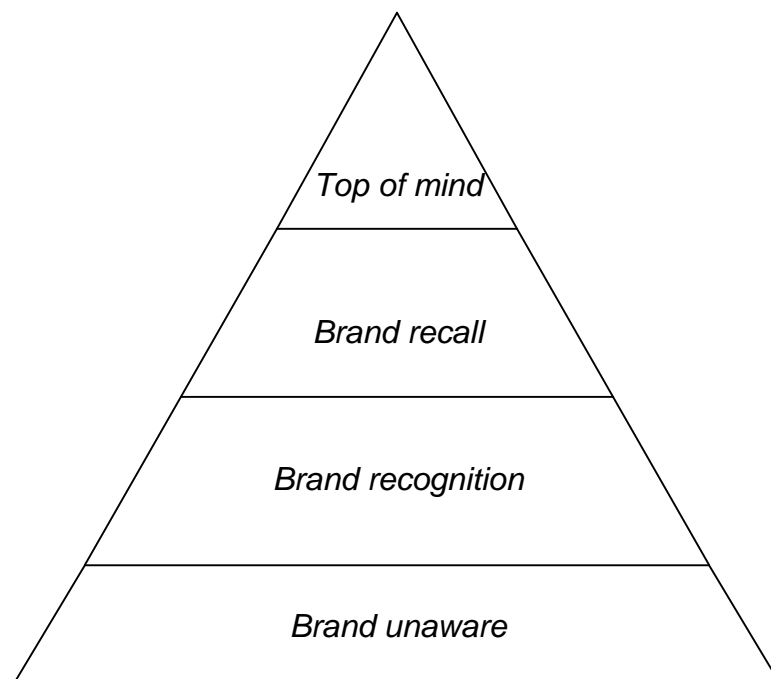 Top of mind
Brand recall
Brand recognition
Brand unaware